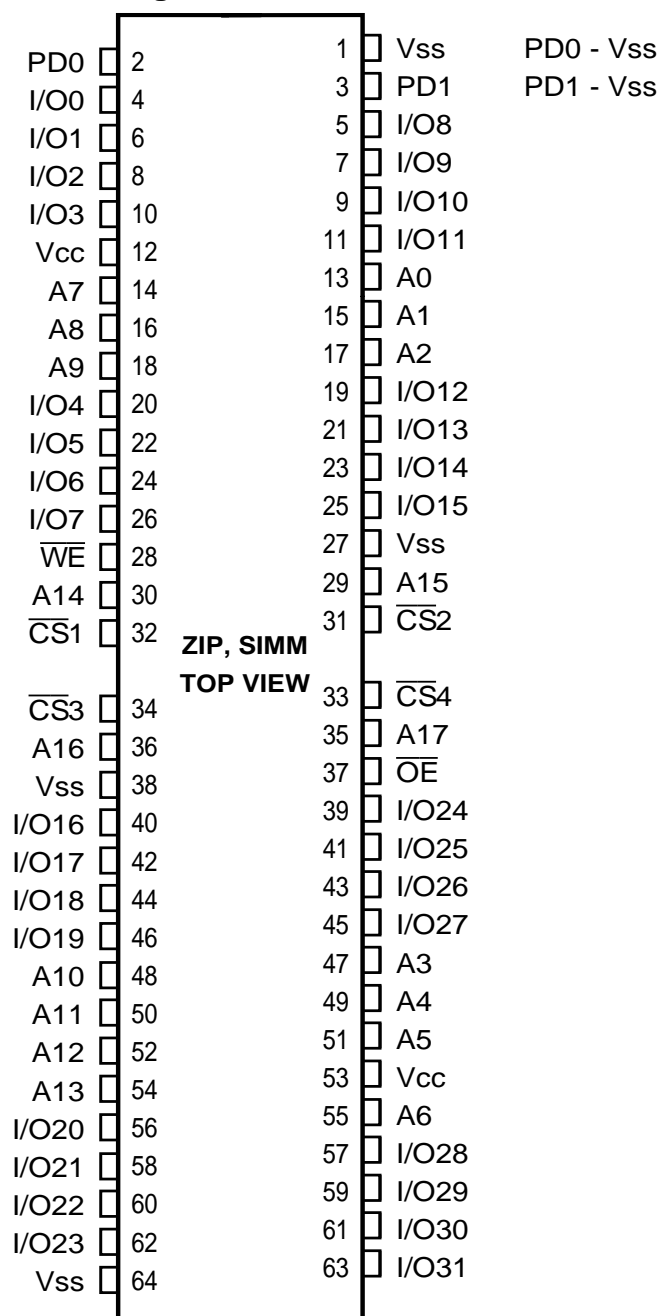 1 Vss PD0 - Vss
PD0 2
3 PD1 PD1 - Vss
I/O0 4
5 I/O8
I/O1 6
7 I/O9
I/O2 8
9 I/O10
I/O3 10
11 I/O11
Vcc 12
13 A0
A7 14
15 A1
A8 16
17 A2
A9 18
19 I/O12
I/O4 20
21 I/O13
I/O5 22
23 I/O14
I/O6 24
25 I/O15
I/O7 26
27 Vss
W̅E̅ 28
29 A15
A14 30
31 C̅S̅2
C̅S̅1 32
ZIP, SIMM
TOP VIEW
33 C̅S̅4
C̅S̅3 34
35 A17
A16 36
37 O̅E̅
Vss 38
39 I/O24
I/O16 40
41 I/O25
I/O17 42
43 I/O26
I/O18 44
45 I/O27
I/O19 46
47 A3
A10 48
49 A4
A11 50
51 A5
A12 52
53 Vcc
A13 54
55 A6
I/O20 56
57 I/O28
I/O21 58
59 I/O29
I/O22 60
61 I/O30
I/O23 62
63 I/O31
Vss 64